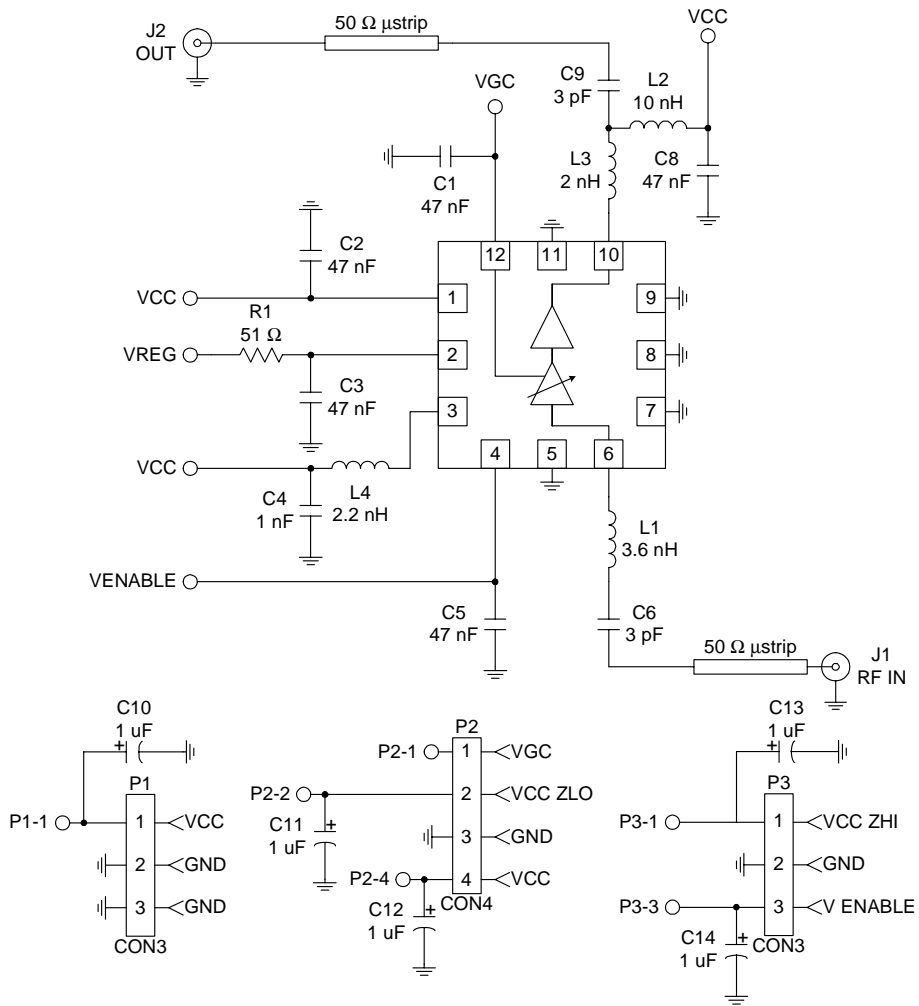 J2
OUT
50 Ω µstrip
VCC
VGC
C9
3 pF
L2
10 nH
C1
47 nF
L3
2 nH
C8
47 nF
C2
47 nF
12
11
10
VCC
1
9
R1
51 Ω
VREG
2
8
C3
47 nF
3
7
VCC
4
5
6
C4
1 nF
L4
2.2 nH
L1
3.6 nH
VENABLE
C5
47 nF
C6
3 pF
50 Ω µstrip
J1
RF IN
C10
1 uF
+
P1
P1-1
1
VCC
2
GND
3
GND
CON3
P2
P2-1
1
VGC
P2-2
2
VCC ZLO
C11
1 uF
+
3
GND
P2-4
4
VCC
C12
1 uF
+
CON4
C13
1 uF
+
P3
P3-1
1
VCC ZHI
2
GND
P3-3
3
V ENABLE
C14
1 uF
+
CON3